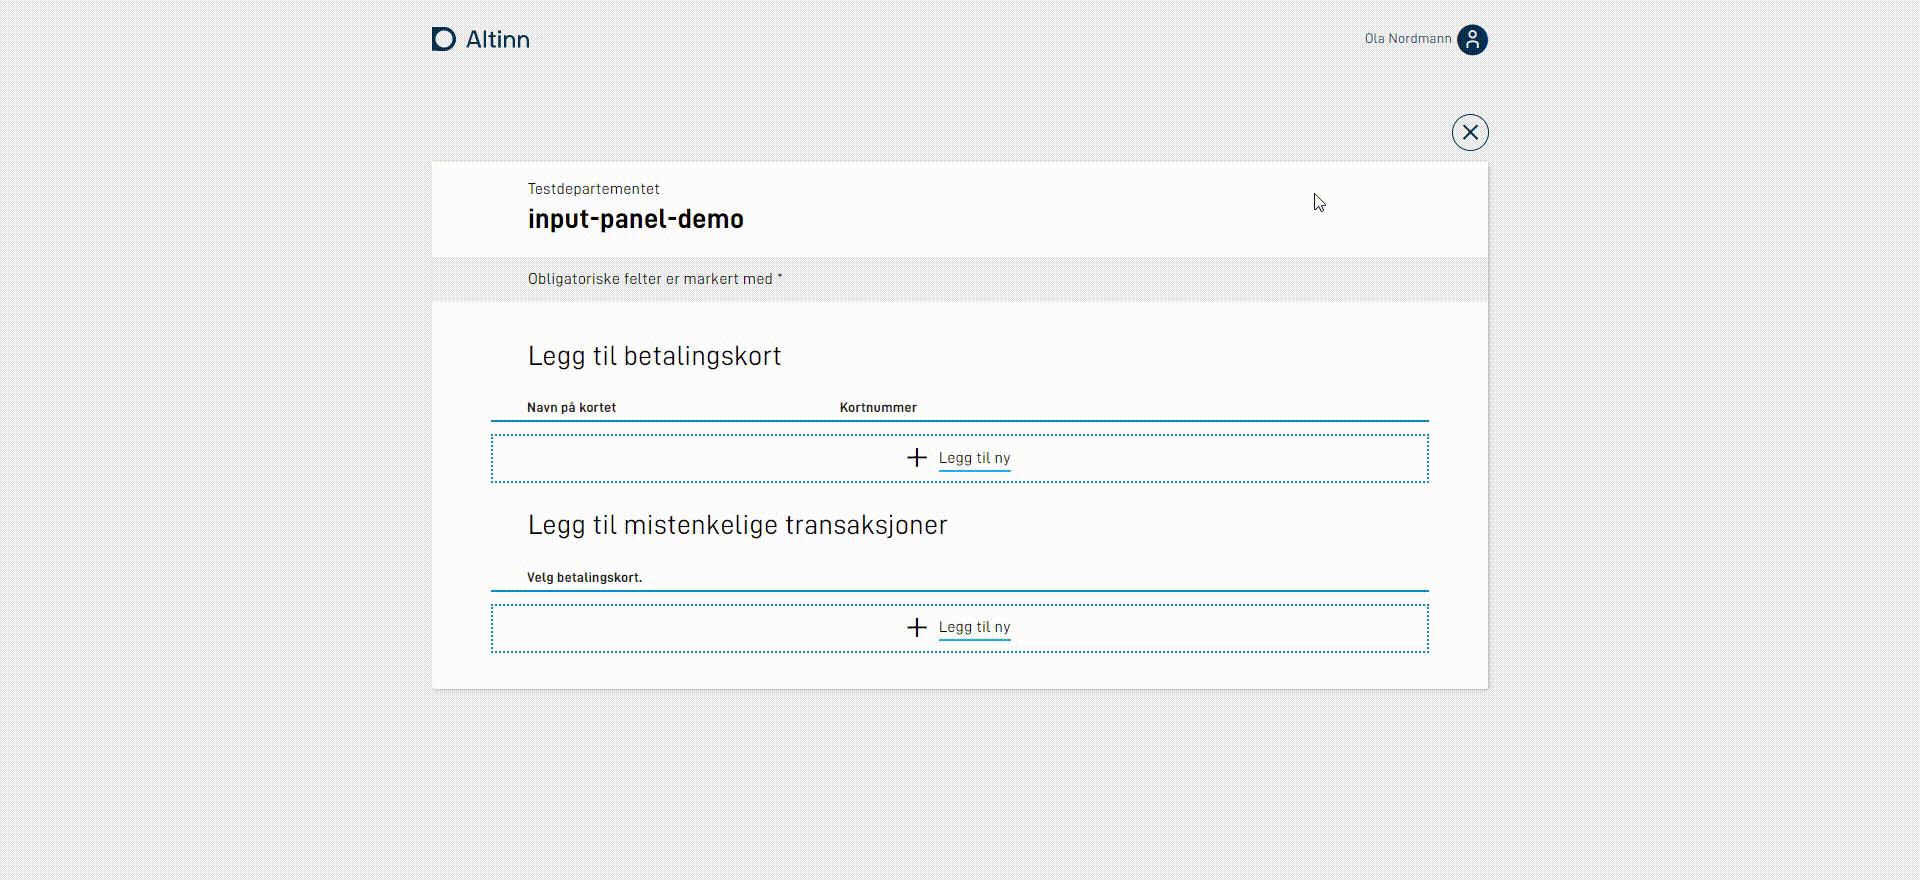 Altinn
Ola Nordmann
Testdepartementet
input-panel-demo
Obligatoriske felter er markert med *
Legg til betalingskort
Navn på kortet Kortnummer
Legg til ny
Legg til mistenkelige transaksjoner
Velg betalingskort.
Legg til ny